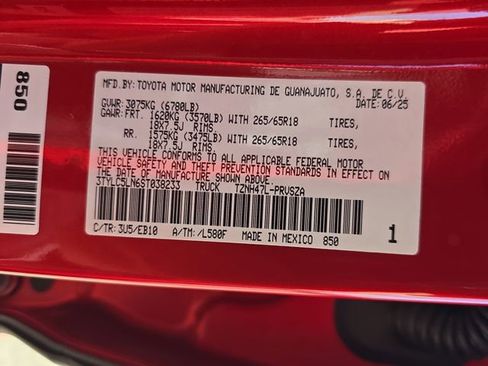 850
MFD.BY: TOYOTA MOTOR MANUFACTURING DE GUANAJUATO, S.A. DE C.V.
GVWR: 3075KG (6780LB) DATE: 06/25
GAWR: FRT. 1620KG (3570LB) WITH 265/65R18 TIRES,
18X7.5J RIMS.
RR. 1575KG (3475LB) WITH 265/65R18 TIRES,
18X7.5J RIMS.
THIS VEHICLE CONFORMS TO ALL APPLICABLE FEDERAL MOTOR
VEHICLE SAFETY AND THEFT PREVENTION STANDARDS IN EFFECT ON
THE DATE OF MANUFACTURE SHOWN ABOVE.
3TYLC5LN6ST038233 TRUCK TZNH47L-PRVSZA
C/TR: 3U5/EB10 A/TM: /L580F MADE IN MEXICO 850 1